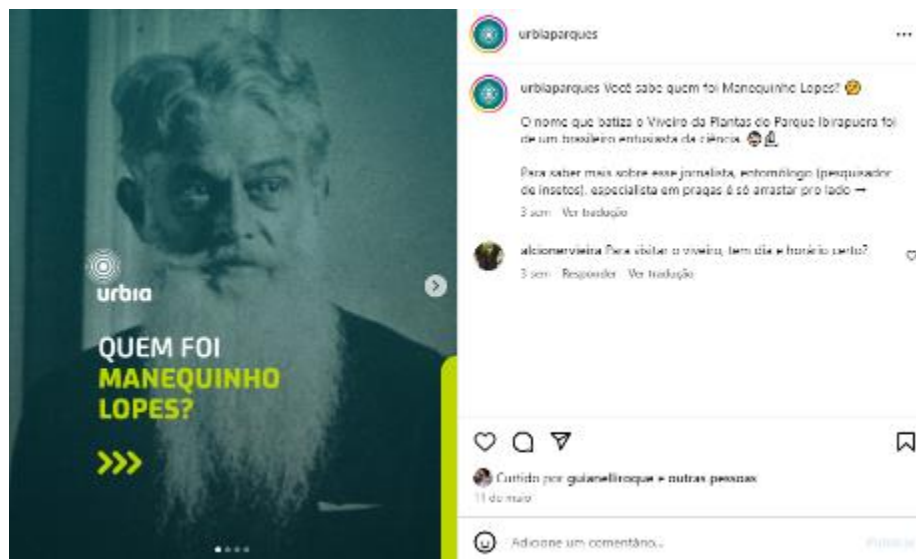 urbia
QUEM FOI
MANEQUINHO
LOPES?
urbiaparques
urbiaparques Você sabe quem foi Manequinho Lopes? 🤔
O nome que batiza o Viveiro da Plantas do Parque Ibirapuera foi
de um brasileiro entusiasta da ciência.
Para saber mais sobre esse jornalista, entomólogo (pesquisador
de insetos), especialista em pragas é só arrastar pro lado →
3 sem Ver tradução
alcionervieira Para visitar o viveiro, tem dia e horário certo?
3 sem Responder Ver tradução
Curtido por guianelliroque e outras pessoas
11 de maio
Adicione um comentário...